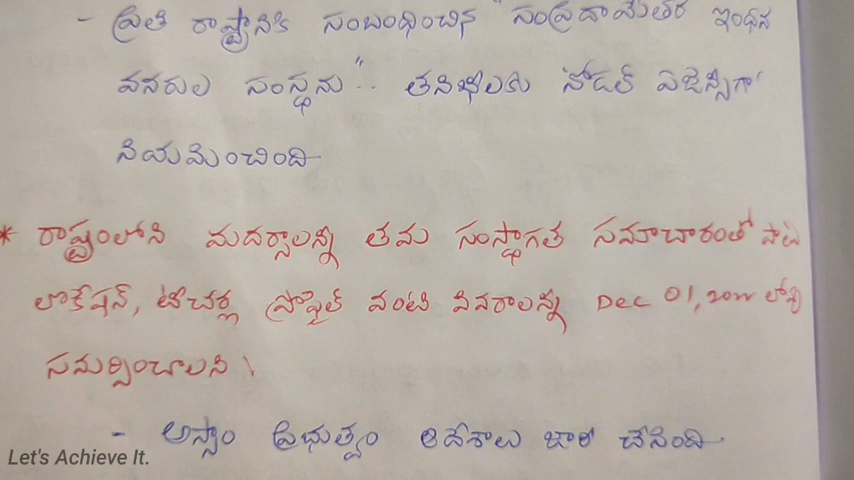 - ప్రతి రాష్ట్రానికి సంబంధించిన "సంప్రదాయేతర ఇంధన
వనరుల సంస్థను".. తనిఖీలకు నోడల్ ఏజెన్సీగా
నియమించింది
* రాష్ట్రంలోని మదర్సాలన్నీ తమ సంస్థాగత సమాచారంతో పాటు
లొకేషన్, టీచర్ల ప్రొఫైల్ వంటి వివరాలన్నీ Dec 01, 2022 లోపు
సమర్పించాలని \
- అస్సాం ప్రభుత్వం ఆదేశాలు జారీ చేసింది
Let's Achieve It.